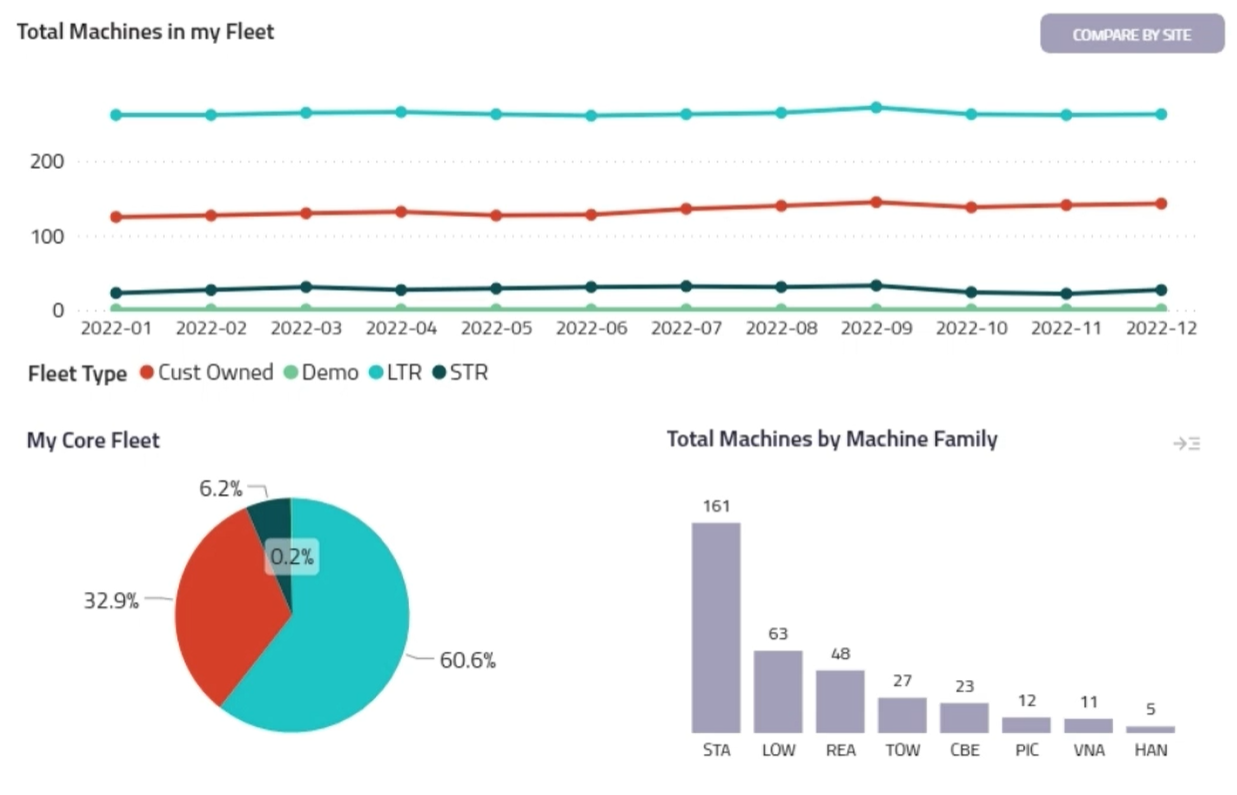 Total Machines in my Fleet
COMPARE BY SITE
200
100
0
2022-01 2022-02 2022-03 2022-04 2022-05 2022-06 2022-07 2022-08 2022-09 2022-10 2022-11 2022-12
Fleet Type Cust Owned Demo LTR STR
My Core Fleet
6.2%
0.2%
32.9%
60.6%
Total Machines by Machine Family
161
63
48
27
23
12
11
5
STA LOW REA TOW CBE PIC VNA HAN